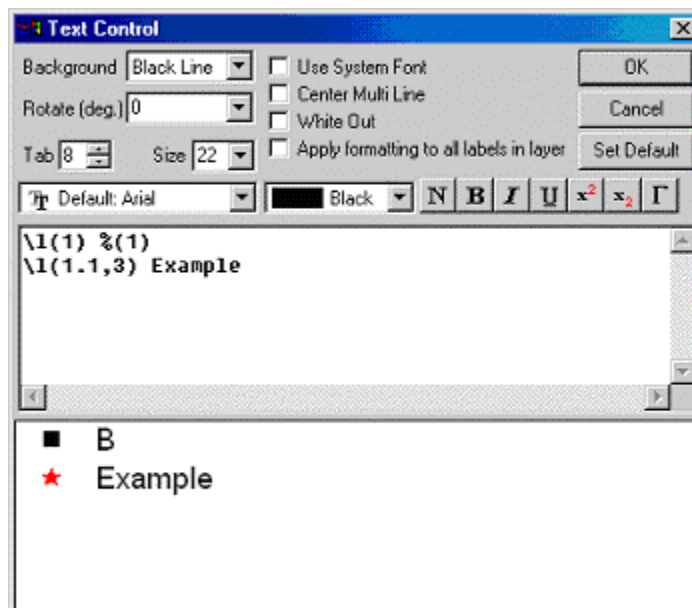 Text Control
Background Black Line
Use System Font
OK
Rotate (deg.) 0
Center Multi Line
White Out
Cancel
Tab 8 Size 22
Apply formatting to all labels in layer
Set Default
Default: Arial Black N B I U x² x₂ Γ
\l(1) %(1)
\l(1.1,3) Example
B
Example